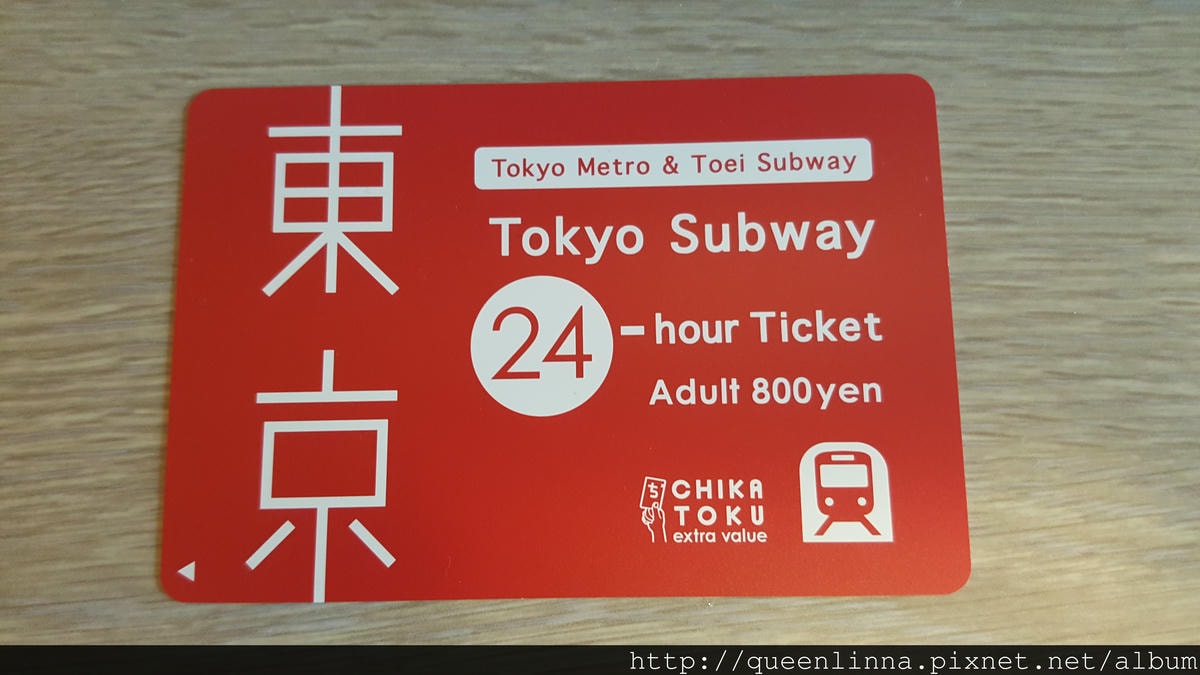 東京
Tokyo Metro & Toei Subway
Tokyo Subway
24-hour Ticket
Adult 800yen
ち
CHIKA
TOKU
extra value
http://queenlinna.pixnet.net/album